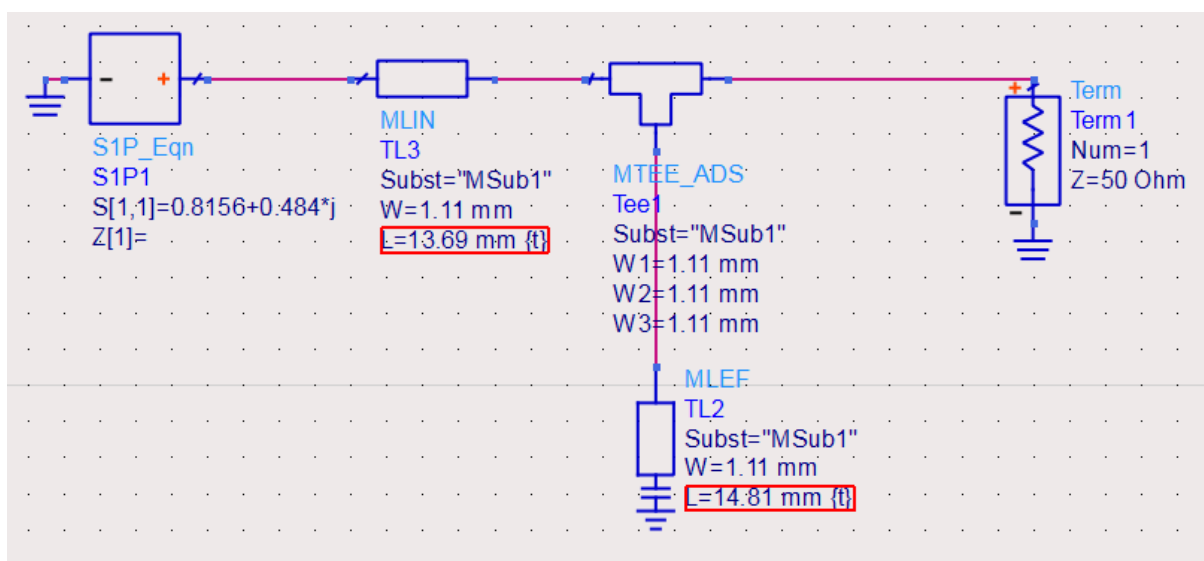 S1P_Eqn
S1P1
S[1,1]=0.8156+0.484*j
Z[1]=
MLIN
TL3
Subst="MSub1"
W=1.11 mm
L=13.69 mm {t}
MTEE_ADS
Tee1
Subst="MSub1"
W1=1.11 mm
W2=1.11 mm
W3=1.11 mm
Term
Term1
Num=1
Z=50 Ohm
MLEF
TL2
Subst="MSub1"
W=1.11 mm
L=14.81 mm {t}